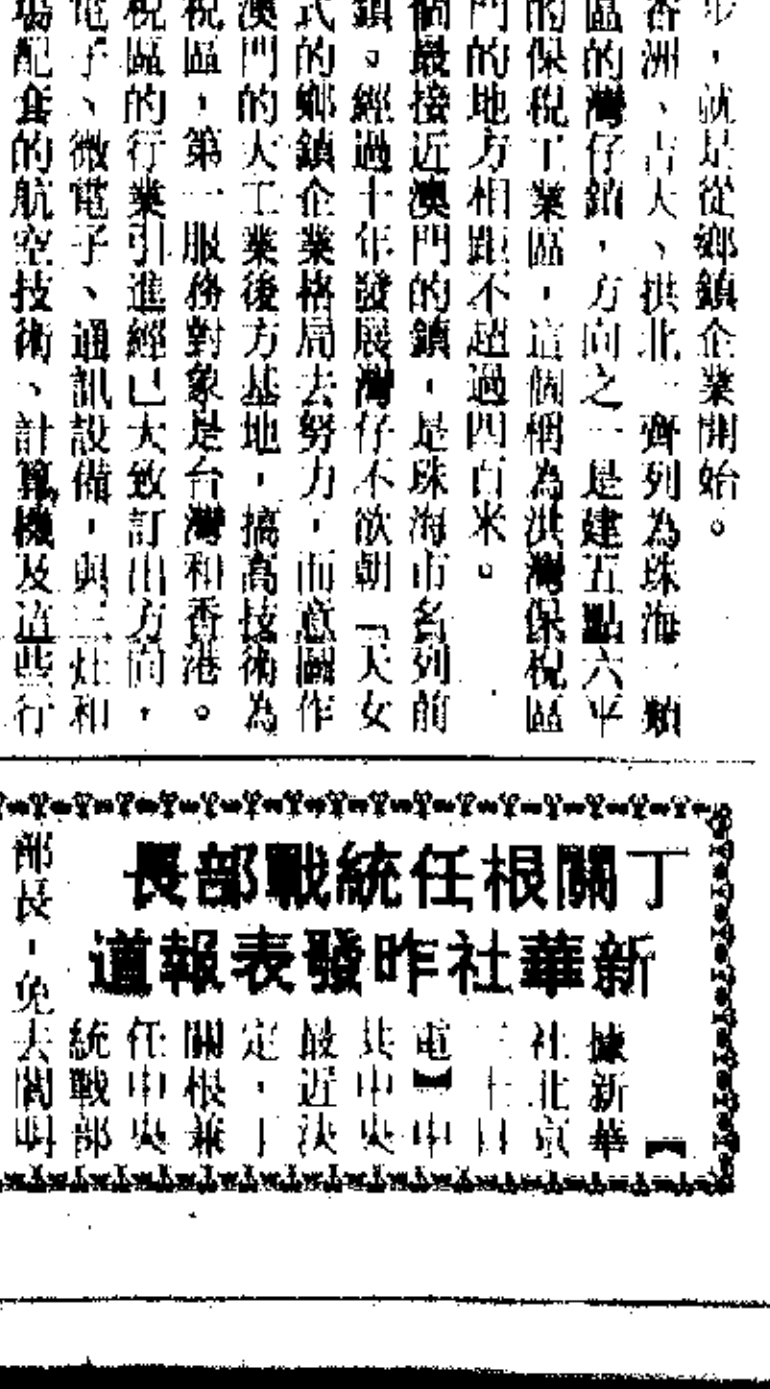 步，就是從鄉鎮企業開始。
香洲、吉大、拱北一齊列為珠海一類
區的灣仔鎮，方向之一是建五點六平
的保稅工業區，這個稱為洪灣保稅區
門的地方相距不超過四百米。
個最接近澳門的鎮，是珠海市名列前
鎮。經過十年發展灣仔不欲朝「天女
式的鄉鎮企業格局去努力，而意圖作
澳門的大工業後方基地，搞高技術為
稅區，第一服務對象是台灣和香港。
稅區的行業引進經已大致訂出方向，
電子、微電子、通訊設備，與三灶和
場配套的航空技術、計算機及這些行
丁關根任統戰部長
新華社昨發表報道
【
據新華
社北京
二十日
電】中
共中央
最近決
定，丁
關根兼
任中央
統戰部
部長，免去閻明